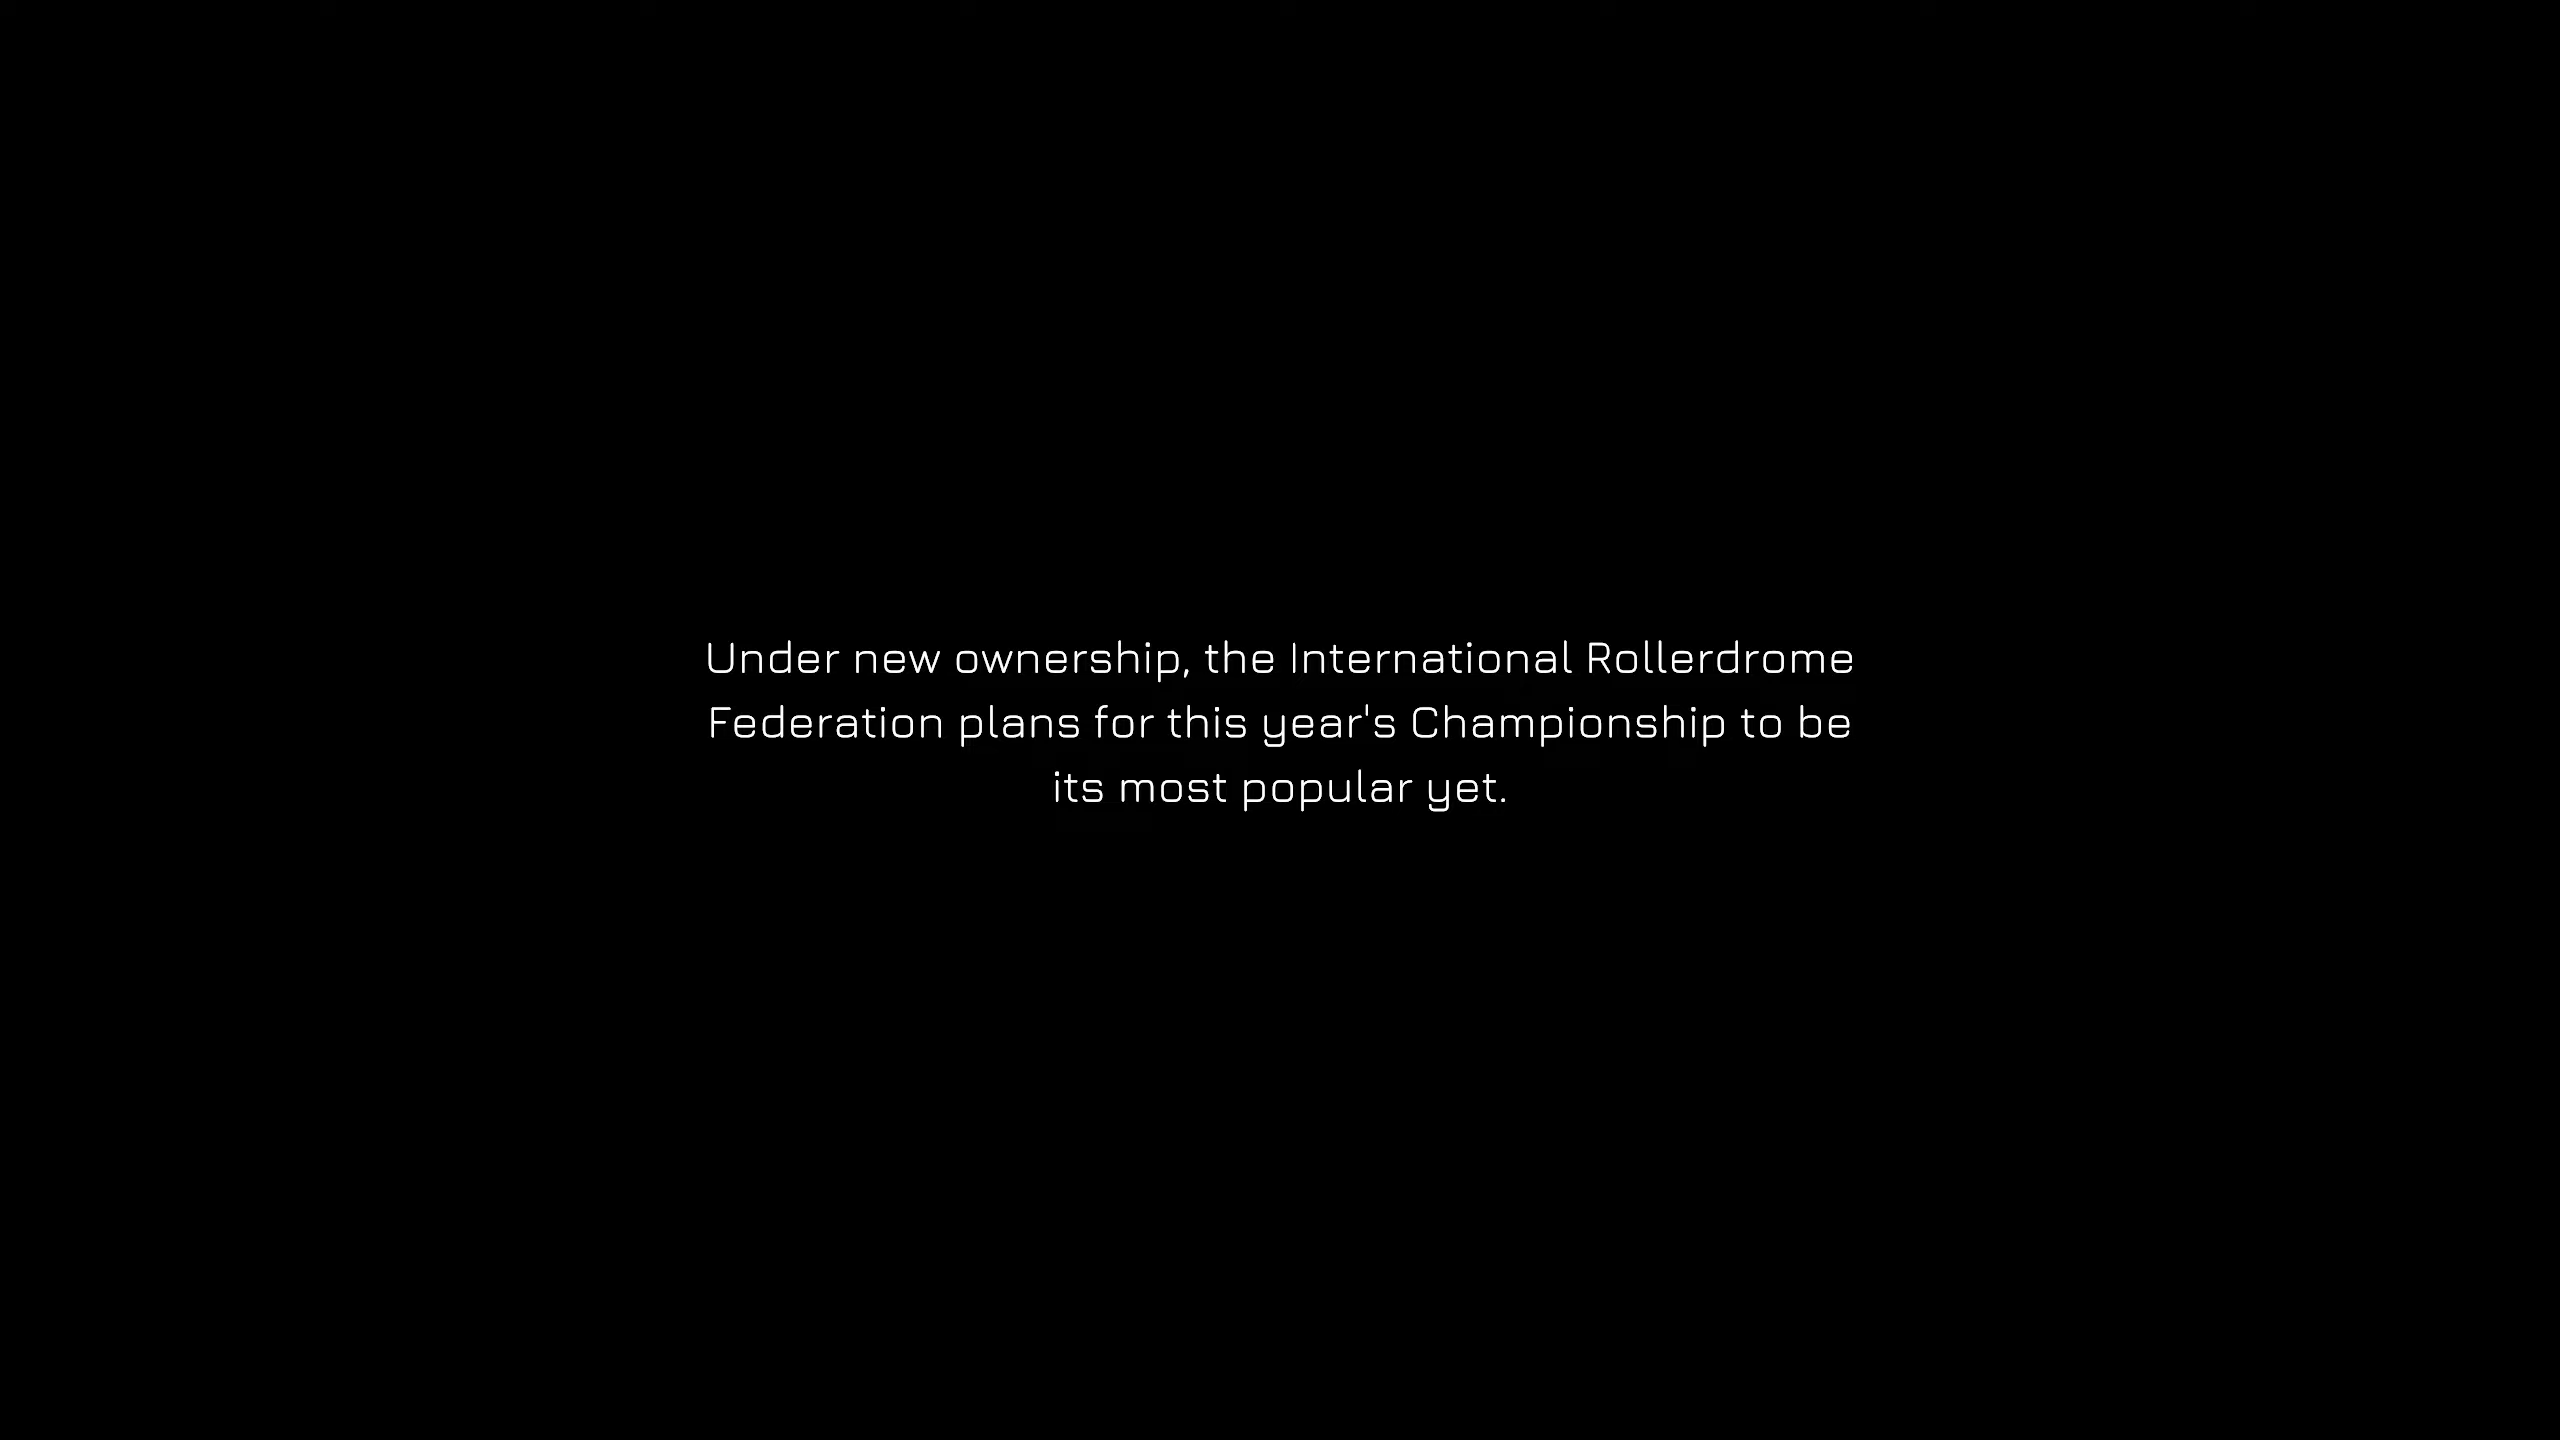 Under new ownership, the International Rollerdrome
Federation plans for this year's Championship to be
its most popular yet.